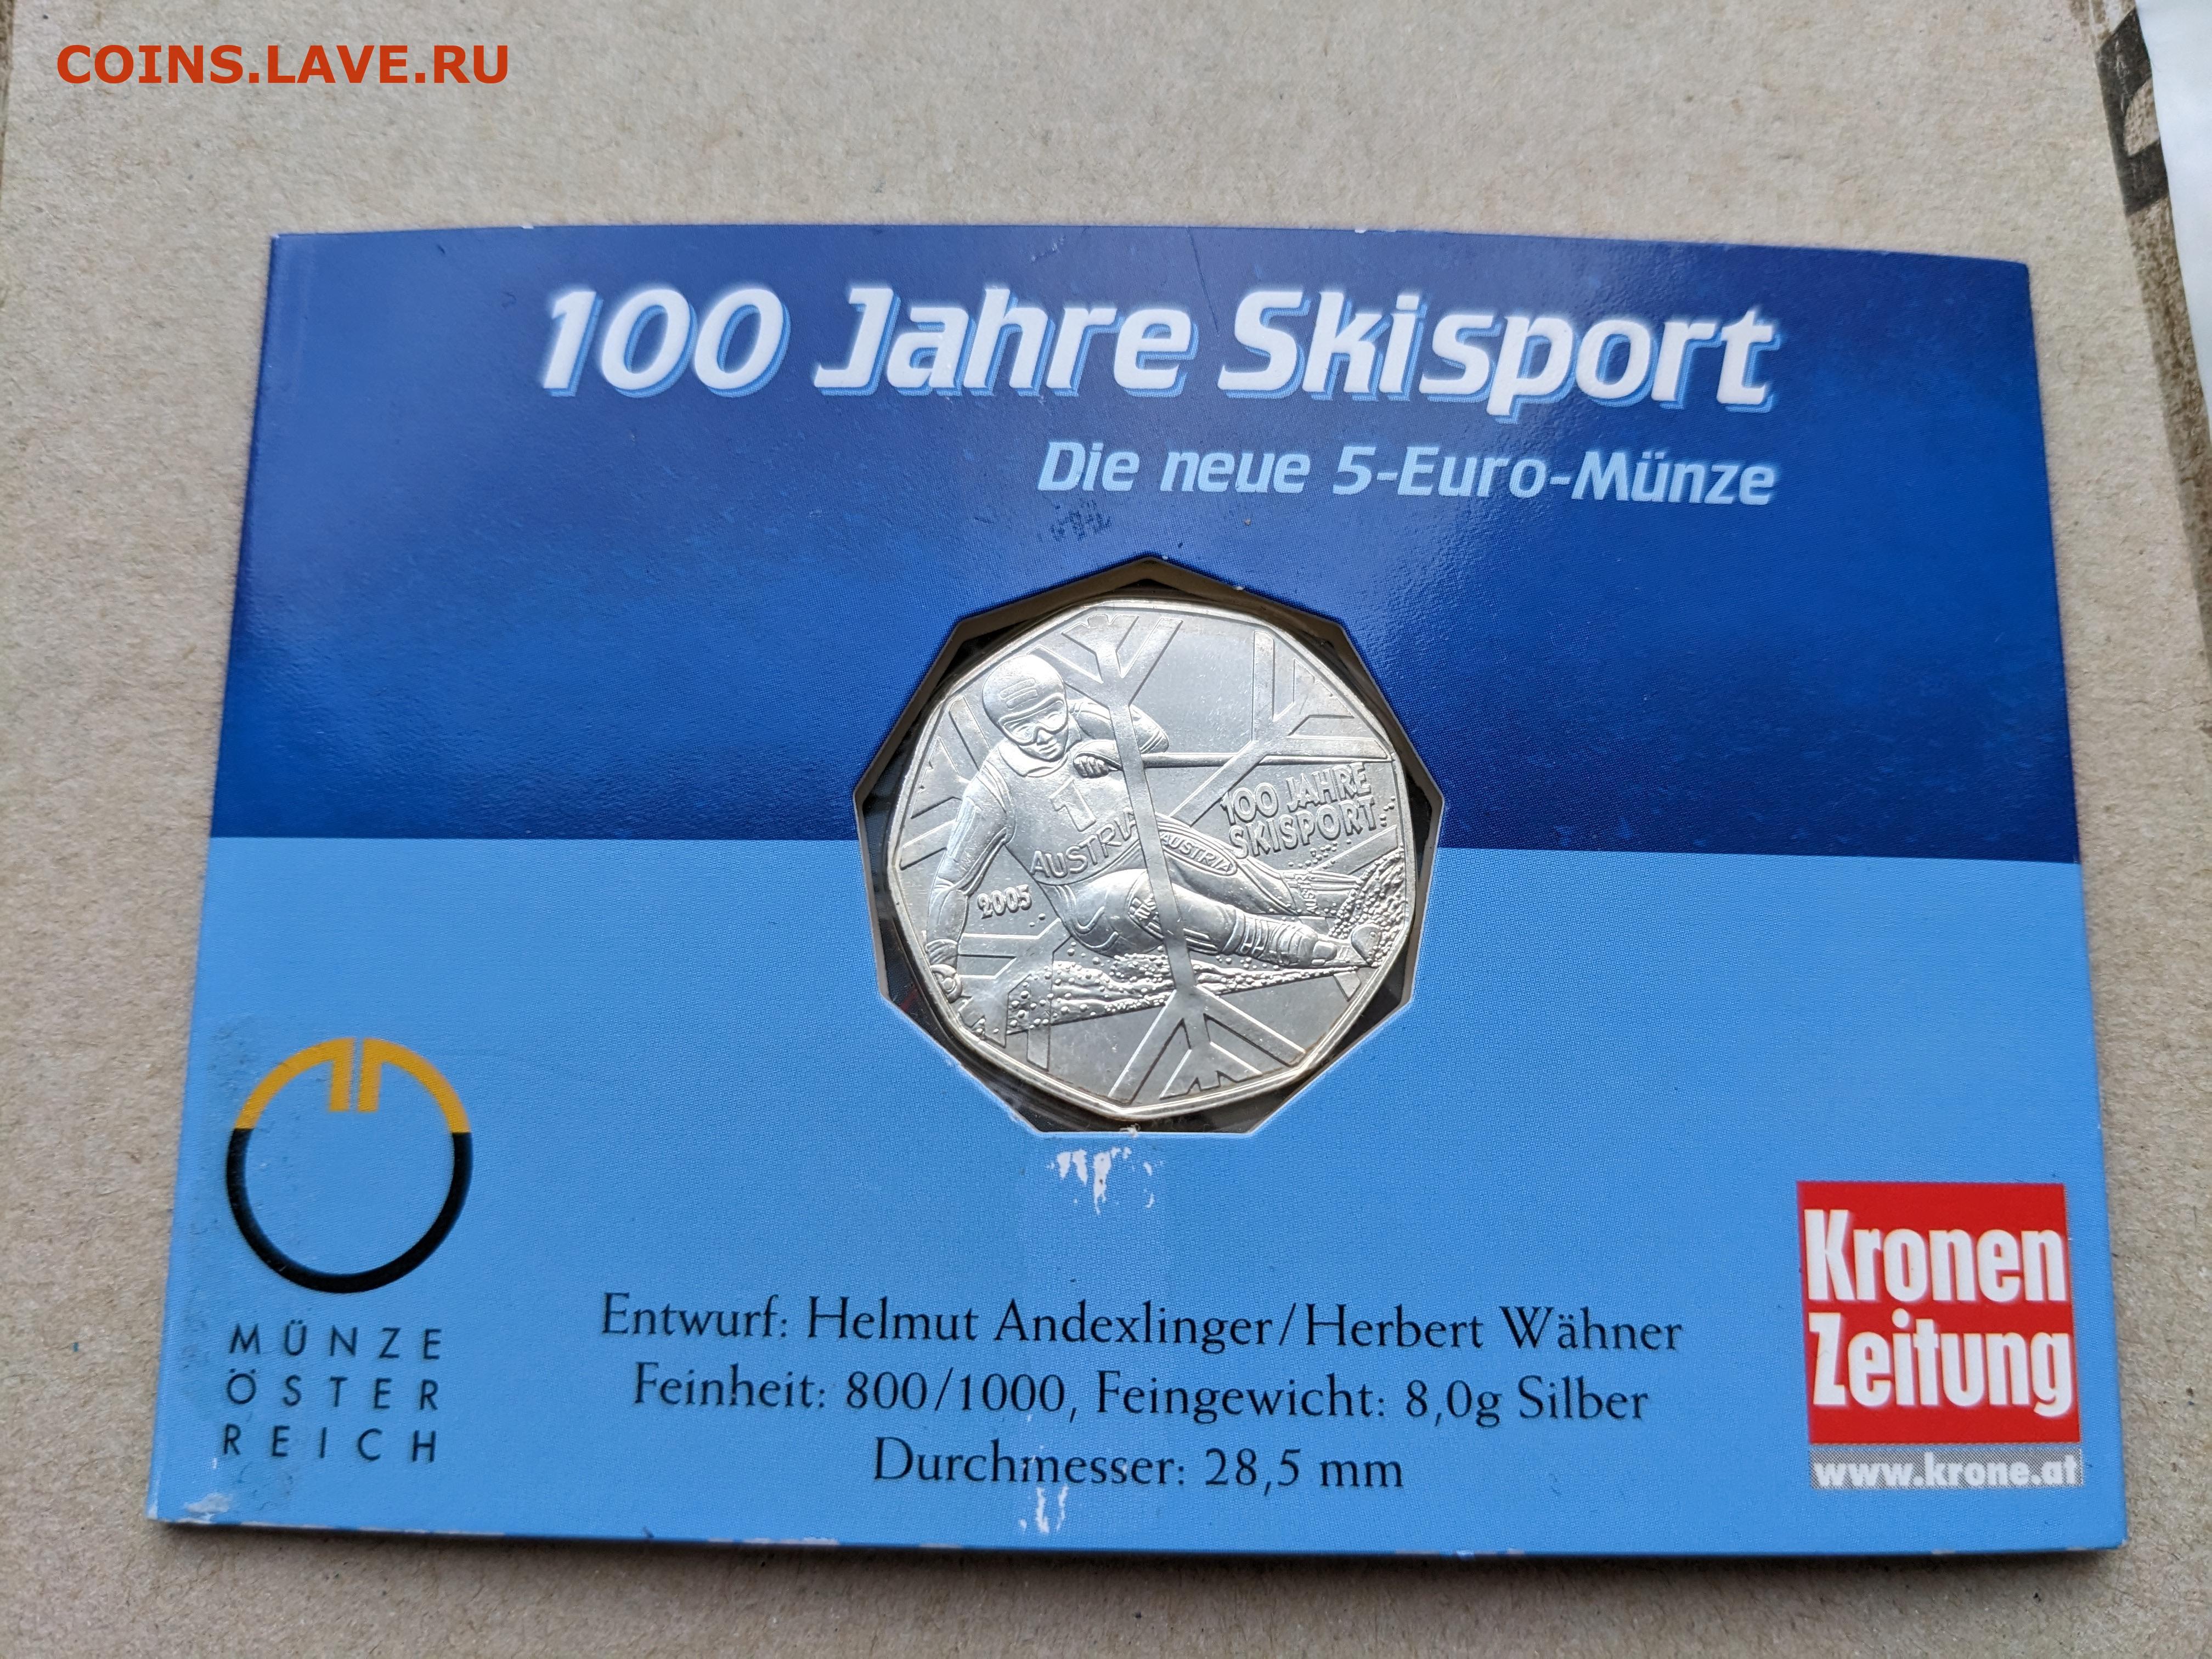 COINS.LAVE.RU
100 Jahre Skisport
Die neue 5-Euro-Münze
1
AUSTRIA
AUSTRIA
100 JAHRE
SKISPORT
2005
MÜNZE
ÖSTER
REICH
Entwurf: Helmut Andexlinger/Herbert Wähner
Feinheit: 800/1000, Feingewicht: 8,0g Silber
Durchmesser: 28,5 mm
Kronen
Zeitung
www.krone.at